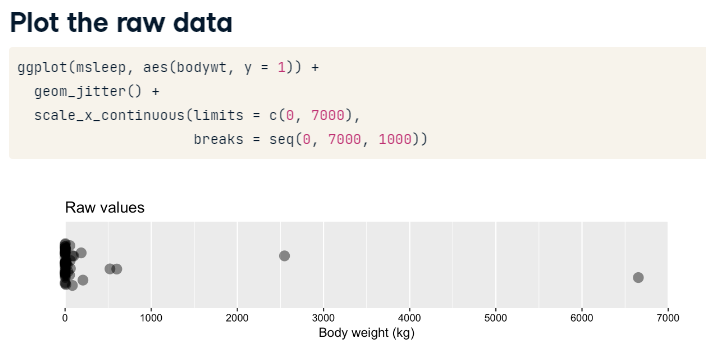 Plot the raw data
ggplot(msleep, aes(bodywt, y = 1)) +
  geom_jitter() +
  scale_x_continuous(limits = c(0, 7000),
                     breaks = seq(0, 7000, 1000))
Raw values
0 1000 2000 3000 4000 5000 6000 7000
Body weight (kg)